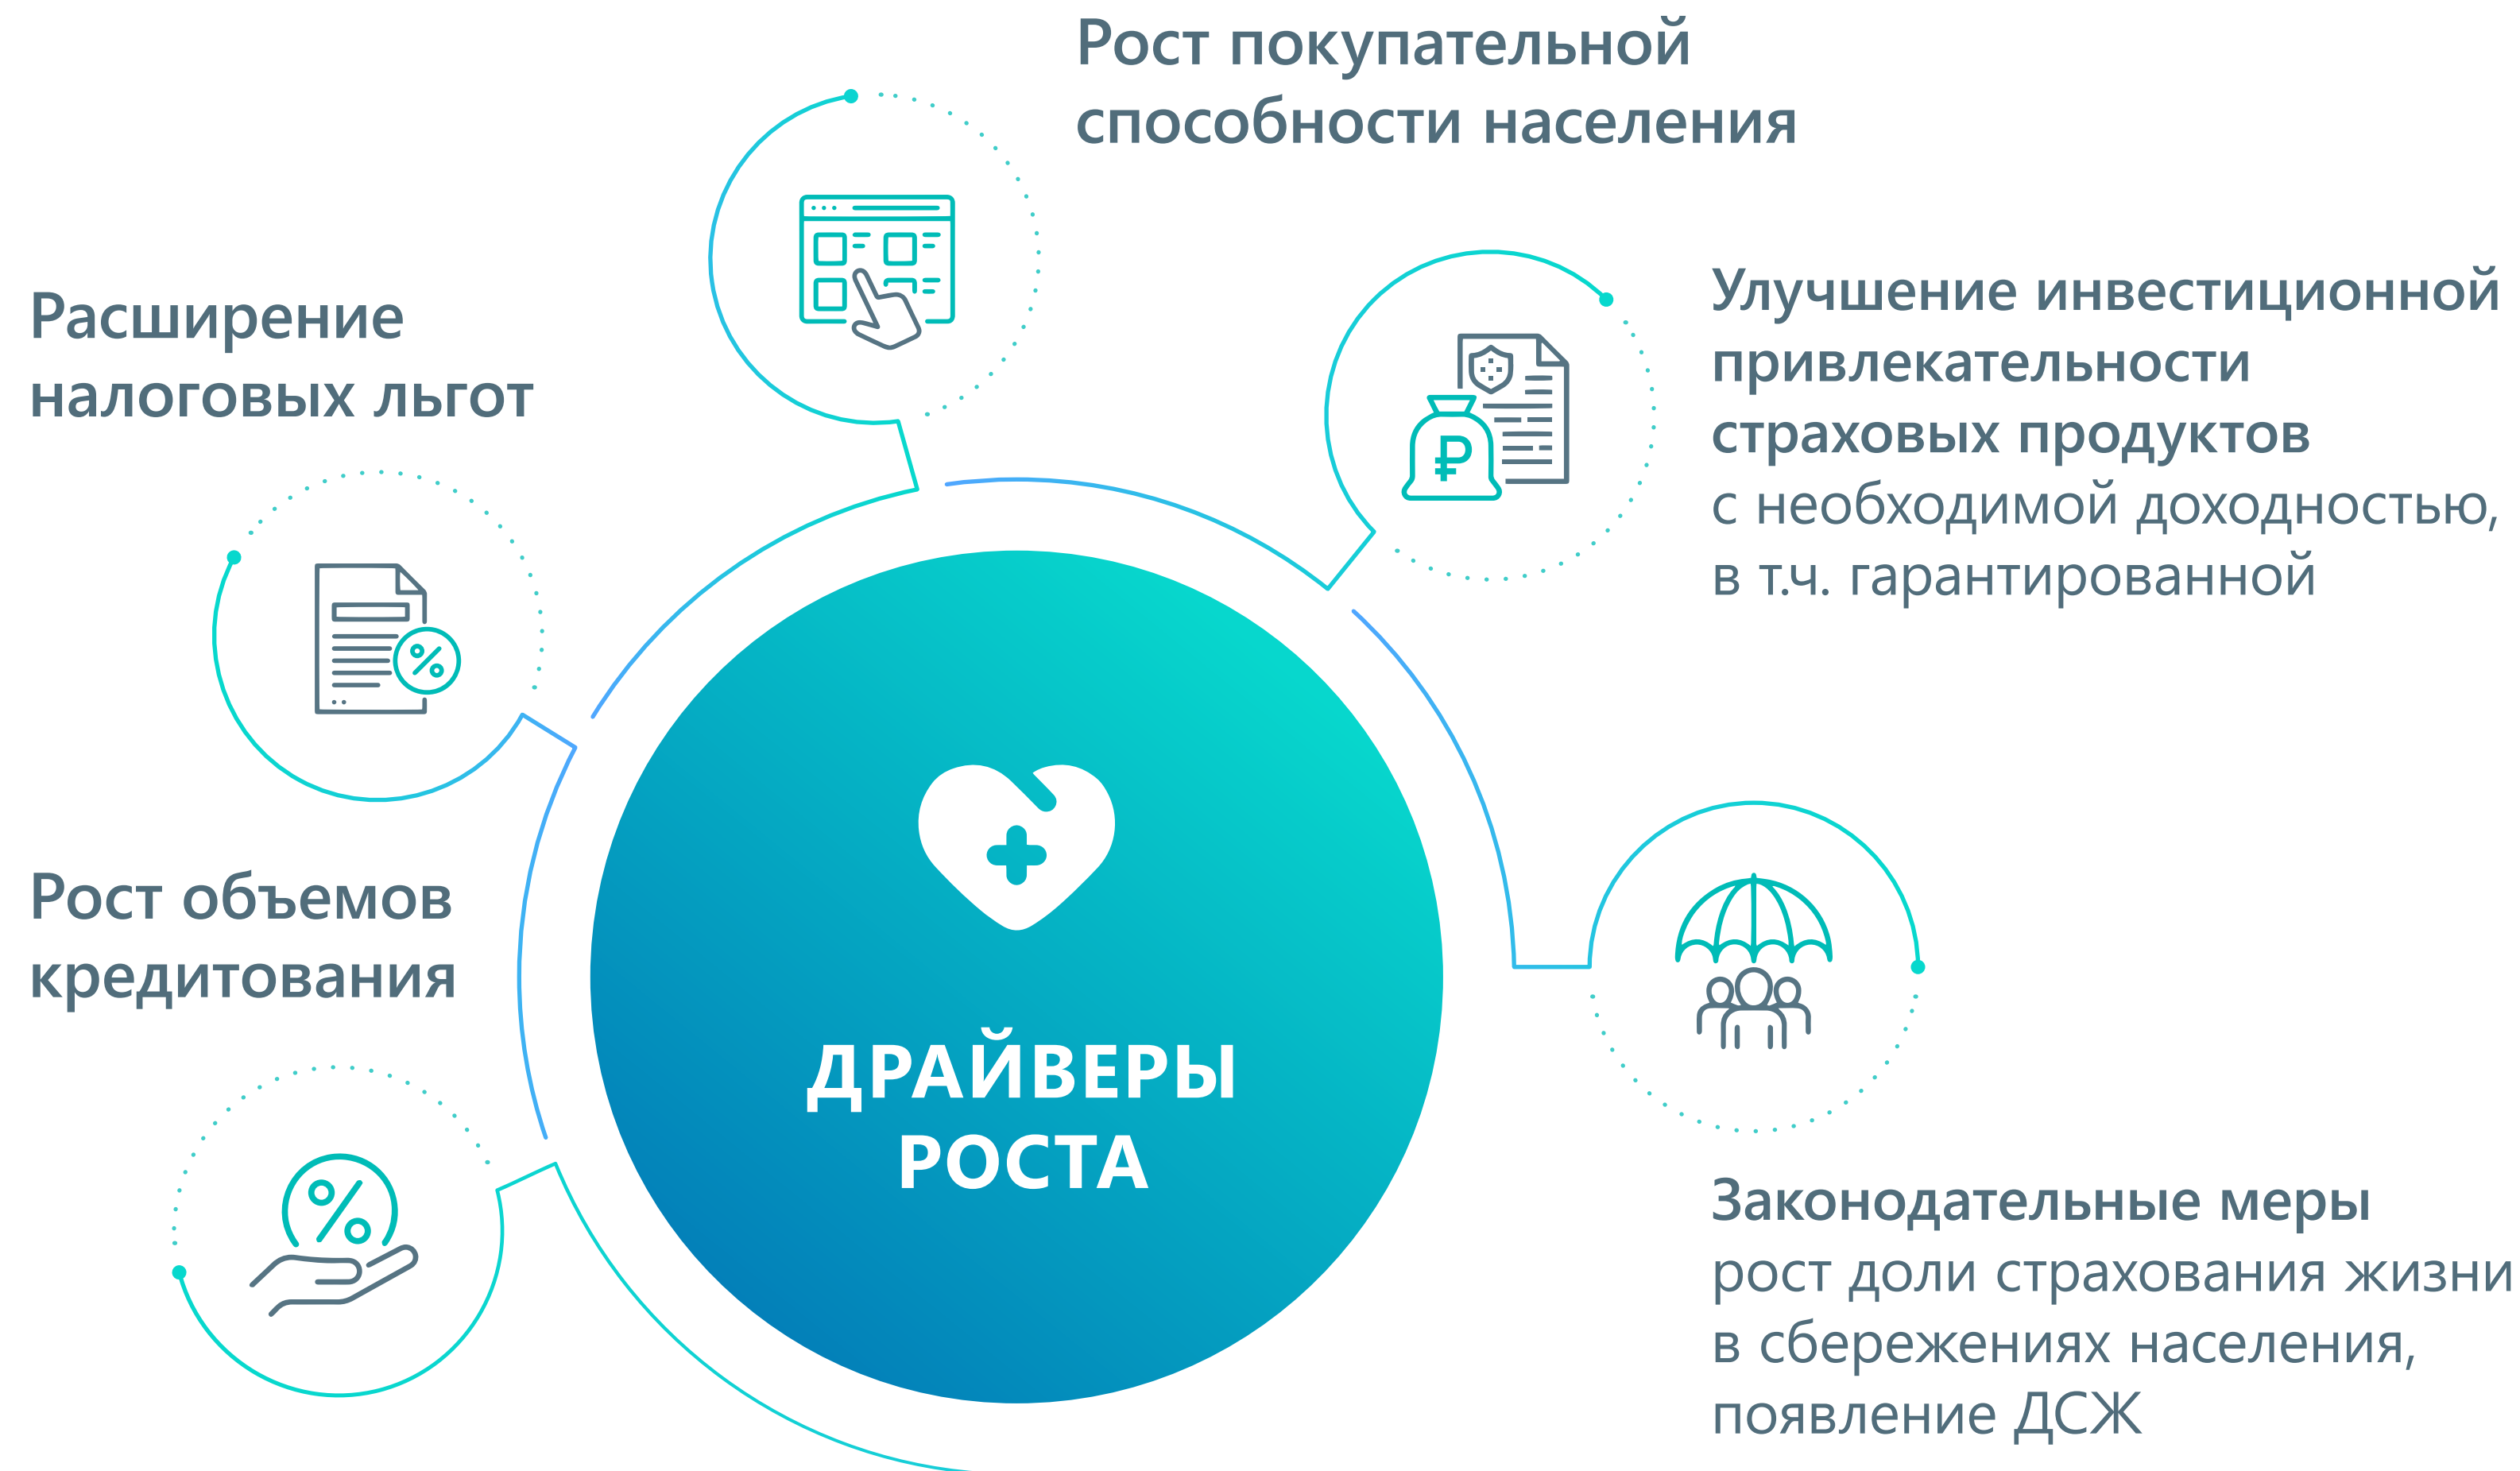 Рост покупательной
способности населения
Расширение
налоговых льгот
Улучшение инвестиционной
привлекательности
страховых продуктов
с необходимой доходностью,
в т.ч. гарантированной
Рост объемов
кредитования
ДРАЙВЕРЫ
РОСТА
Законодательные меры
рост доли страхования жизни
в сбережениях населения,
появление ДСЖ